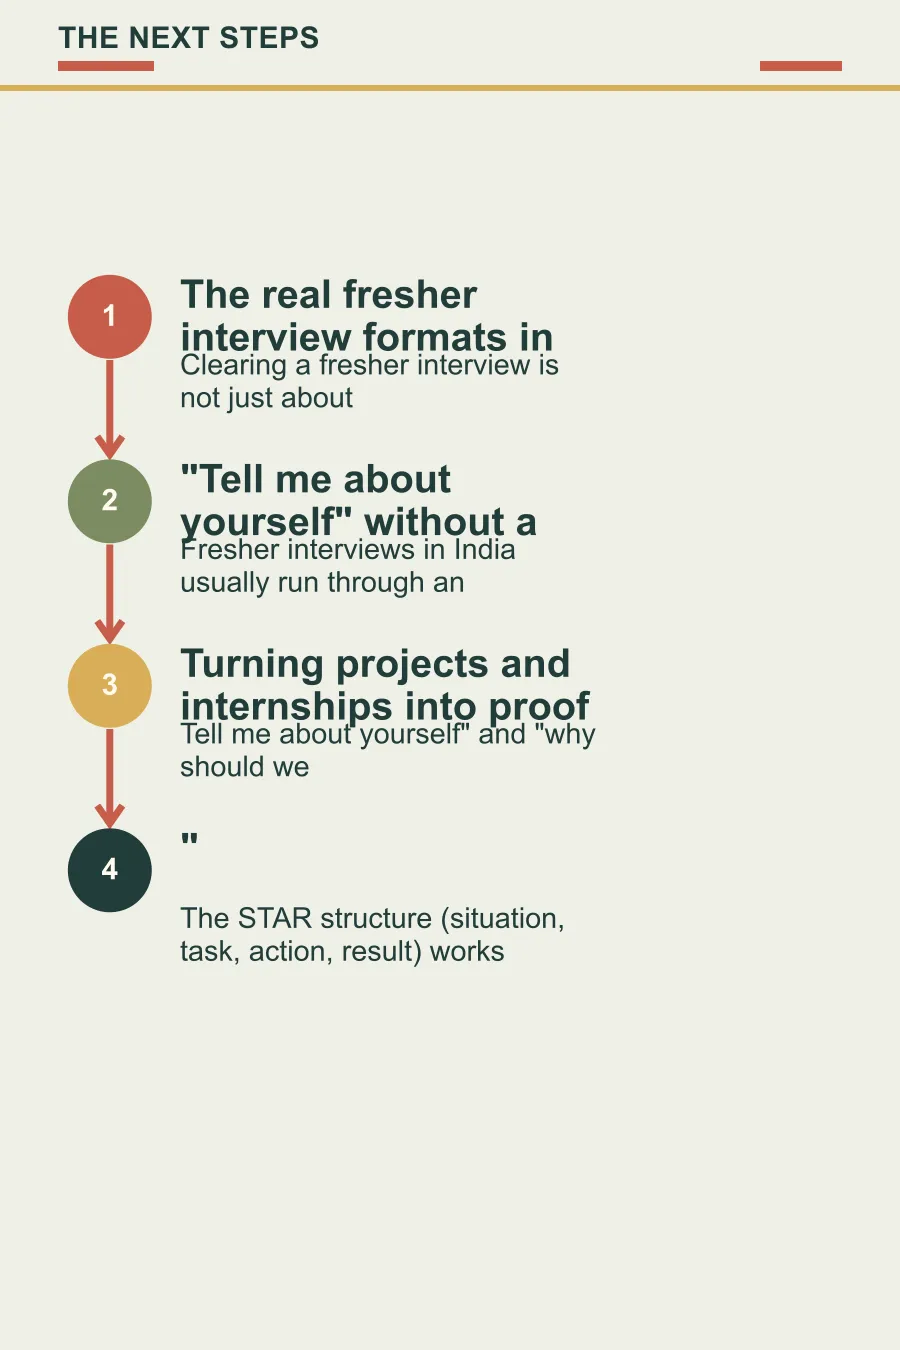 THE NEXT STEPS
1
The real fresher
interview formats in
Clearing a fresher interview is
not just about
2
"Tell me about
yourself" without a
Fresher interviews in India
usually run through an
3
Turning projects and
internships into proof
Tell me about yourself" and "why
should we
4
"
The STAR structure (situation,
task, action, result) works